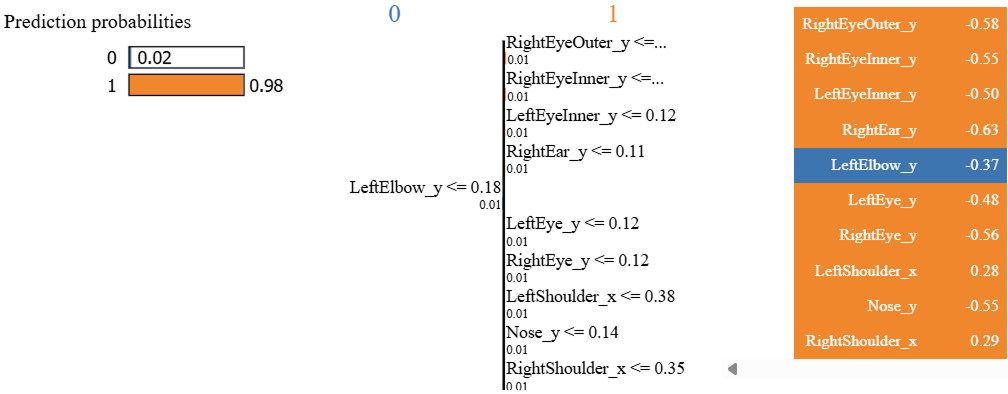 Prediction probabilities
0 0.02
1 0.98
0 1
RightEyeOuter_y <=...
0.01
RightEyeInner_y <=...
0.01
LeftEyeInner_y <= 0.12
0.01
RightEar_y <= 0.11
0.01
LeftElbow_y <= 0.18
0.01
LeftEye_y <= 0.12
0.01
RightEye_y <= 0.12
0.01
LeftShoulder_x <= 0.38
0.01
Nose_y <= 0.14
0.01
RightShoulder_x <= 0.35
0.01
RightEyeOuter_y -0.58
RightEyeInner_y -0.55
LeftEyeInner_y -0.50
RightEar_y -0.63
LeftElbow_y -0.37
LeftEye_y -0.48
RightEye_y -0.56
LeftShoulder_x 0.28
Nose_y -0.55
RightShoulder_x 0.29